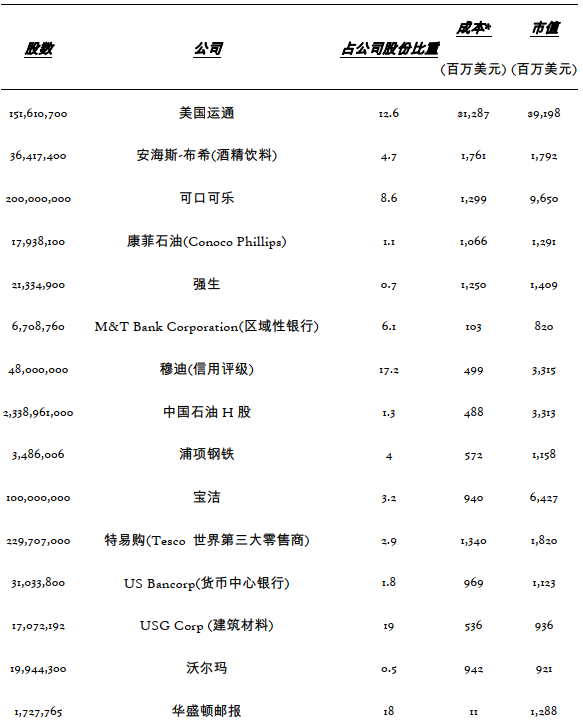 股数 公司 占公司股份比重 成本* 市值
(百万美元) (百万美元)
151,610,700 美国运通 12.6 $1,287 $9,198
36,417,400 安海斯-布希(酒精饮料) 4.7 1,761 1,792
200,000,000 可口可乐 8.6 1,299 9,650
17,938,100 康菲石油(Conoco Phillips) 1.1 1,066 1,291
21,334,900 强生 0.7 1,250 1,409
6,708,760 M&T Bank Corporation(区域性银行) 6.1 103 820
48,000,000 穆迪(信用评级) 17.2 499 3,315
2,338,961,000 中国石油 H 股 1.3 488 3,313
3,486,006 浦项钢铁 4 572 1,158
100,000,000 宝洁 3.2 940 6,427
229,707,000 特易购(Tesco 世界第三大零售商) 2.9 1,340 1,820
31,033,800 US Bancorp(货币中心银行) 1.8 969 1,123
17,072,192 USG Corp (建筑材料) 19 536 936
19,944,300 沃尔玛 0.5 942 921
1,727,765 华盛顿邮报 18 11 1,288